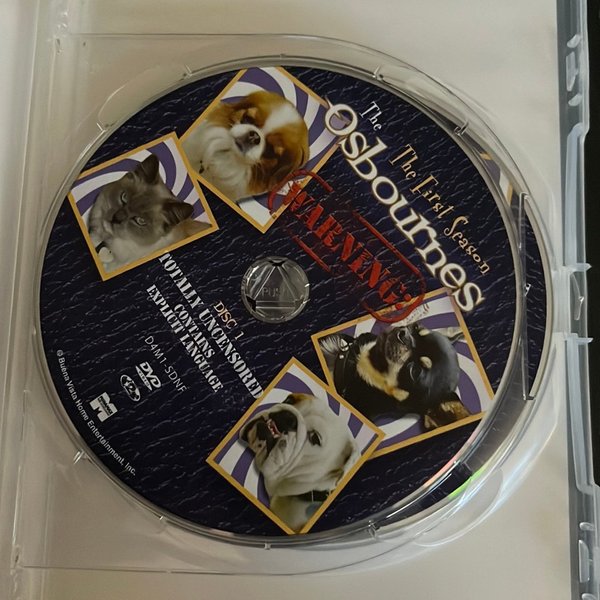 The
Osbournes
The First Season
WARNING!
DISC 1
TOTALLY UNCENSORED
CONTAINS
EXPLICIT LANGUAGE
D4M1-SDNF
DVD
© Buena Vista Home Entertainment, Inc.
PUSH